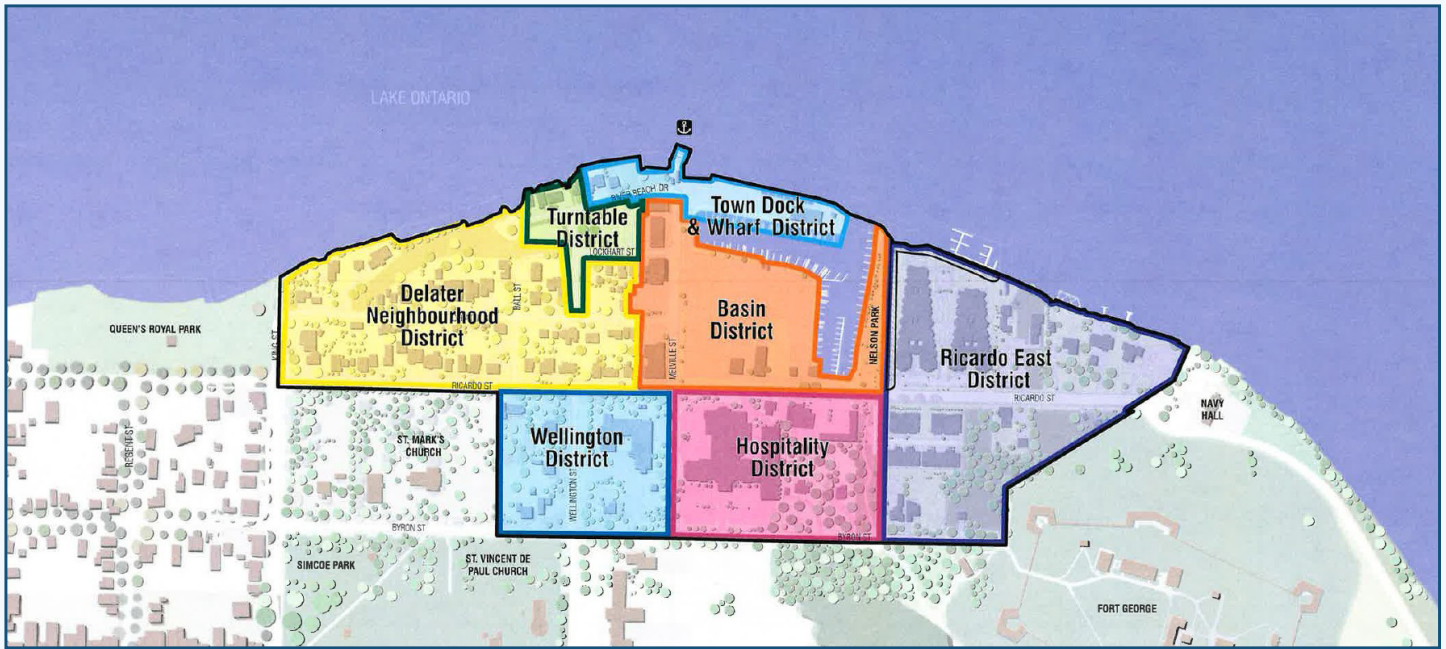 LAKE ONTARIO
RIVER BEACH DR
Turntable
District
LOCKHART ST
Town Dock
& Wharf District
Delater
Neighbourhood
District
BALL ST
Basin
District
MELVILLE ST
NELSON PARK
Ricardo East
District
RICARDO ST
QUEEN'S ROYAL PARK
KING ST
RICARDO ST
NAVY
HALL
REGENT ST
ST. MARK'S
CHURCH
Wellington
District
WELLINGTON ST
Hospitality
District
BYRON ST
BYRON ST
SIMCOE PARK
ST. VINCENT DE
PAUL CHURCH
FORT GEORGE